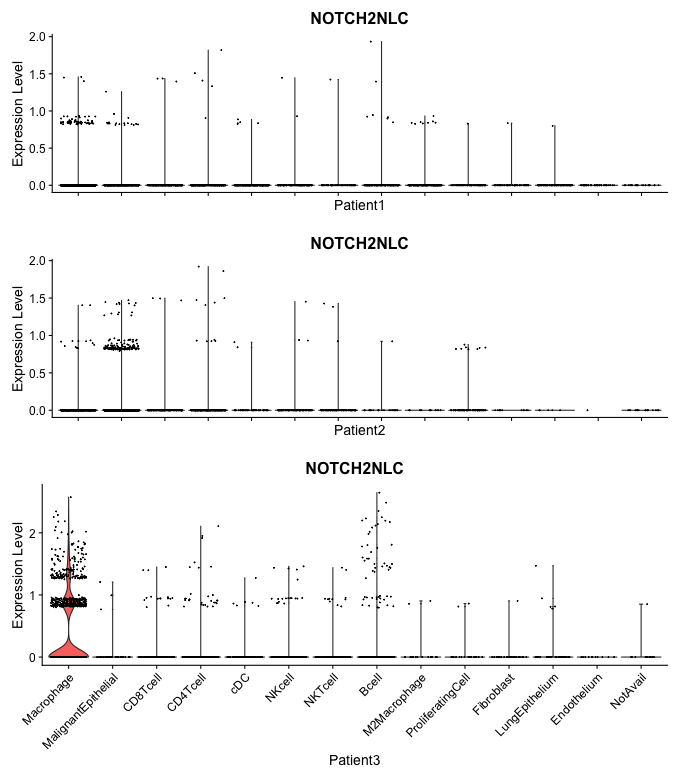 NOTCH2NLC
2.0
1.5
1.0
0.5
0.0
Expression Level
Patient1
NOTCH2NLC
2.0
1.5
1.0
0.5
0.0
Expression Level
Patient2
NOTCH2NLC
2
1
0
Expression Level
Macrophage
MalignantEpithelial
CD8Tcell
CD4Tcell
cDC
NKcell
NKTcell
Bcell
M2Macrophage
ProliferatingCell
Fibroblast
LungEpithelium
Endothelium
NotAvail
Patient3